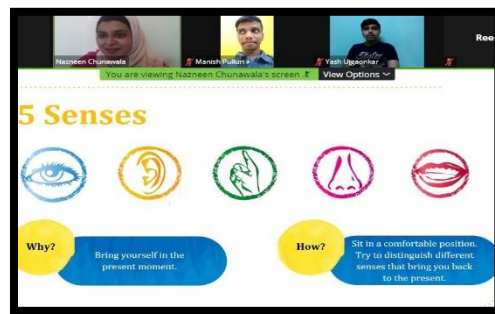 Nazneen Chunawala
Manish Pulluri
Yash Ujgaonkar
Ree
You are viewing Nazneen Chunawala's screen
View Options
5 Senses
Why?
Bring yourself in the
present moment.
How?
Sit in a comfortable position.
Try to distinguish different
senses that bring you back
to the present.